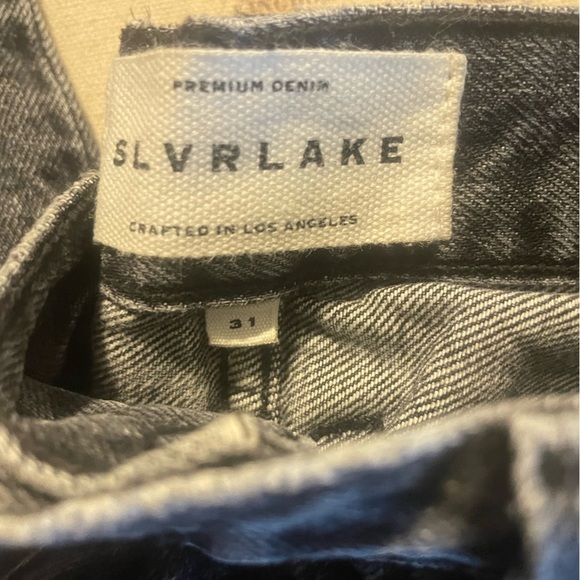 PREMIUM DENIM
SLVRLAKE
CRAFTED IN LOS ANGELES
31